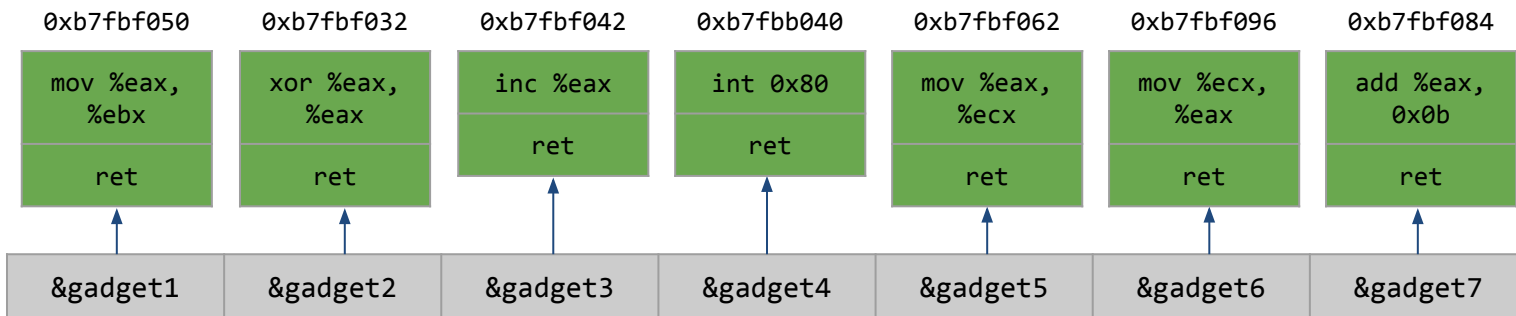 0xb7fbf050 0xb7fbf032 0xb7fbf042 0xb7fbb040 0xb7fbf062 0xb7fbf096 0xb7fbf084
mov %eax, xor %eax, inc %eax int 0x80 mov %eax, mov %ecx, add %eax,
%ebx %eax %ecx %eax 0x0b
ret ret ret ret ret ret ret
&gadget1 &gadget2 &gadget3 &gadget4 &gadget5 &gadget6 &gadget7